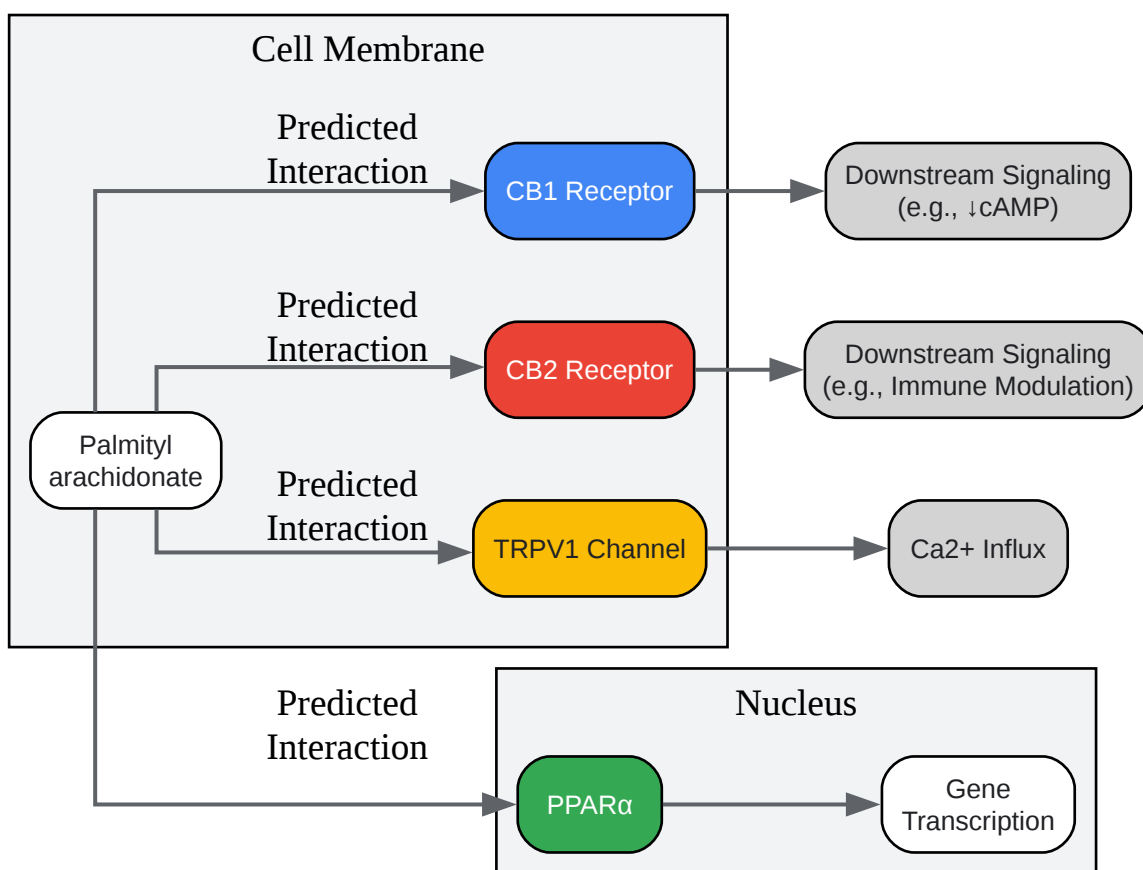 Cell Membrane
Predicted
Interaction
CB1 Receptor
Downstream Signaling
(e.g., ↓cAMP)
Predicted
Interaction
CB2 Receptor
Downstream Signaling
(e.g., Immune Modulation)
Palmityl
arachidonate
Predicted
Interaction
TRPV1 Channel
Ca2+ Influx
Predicted
Interaction
Nucleus
PPARα
Gene
Transcription